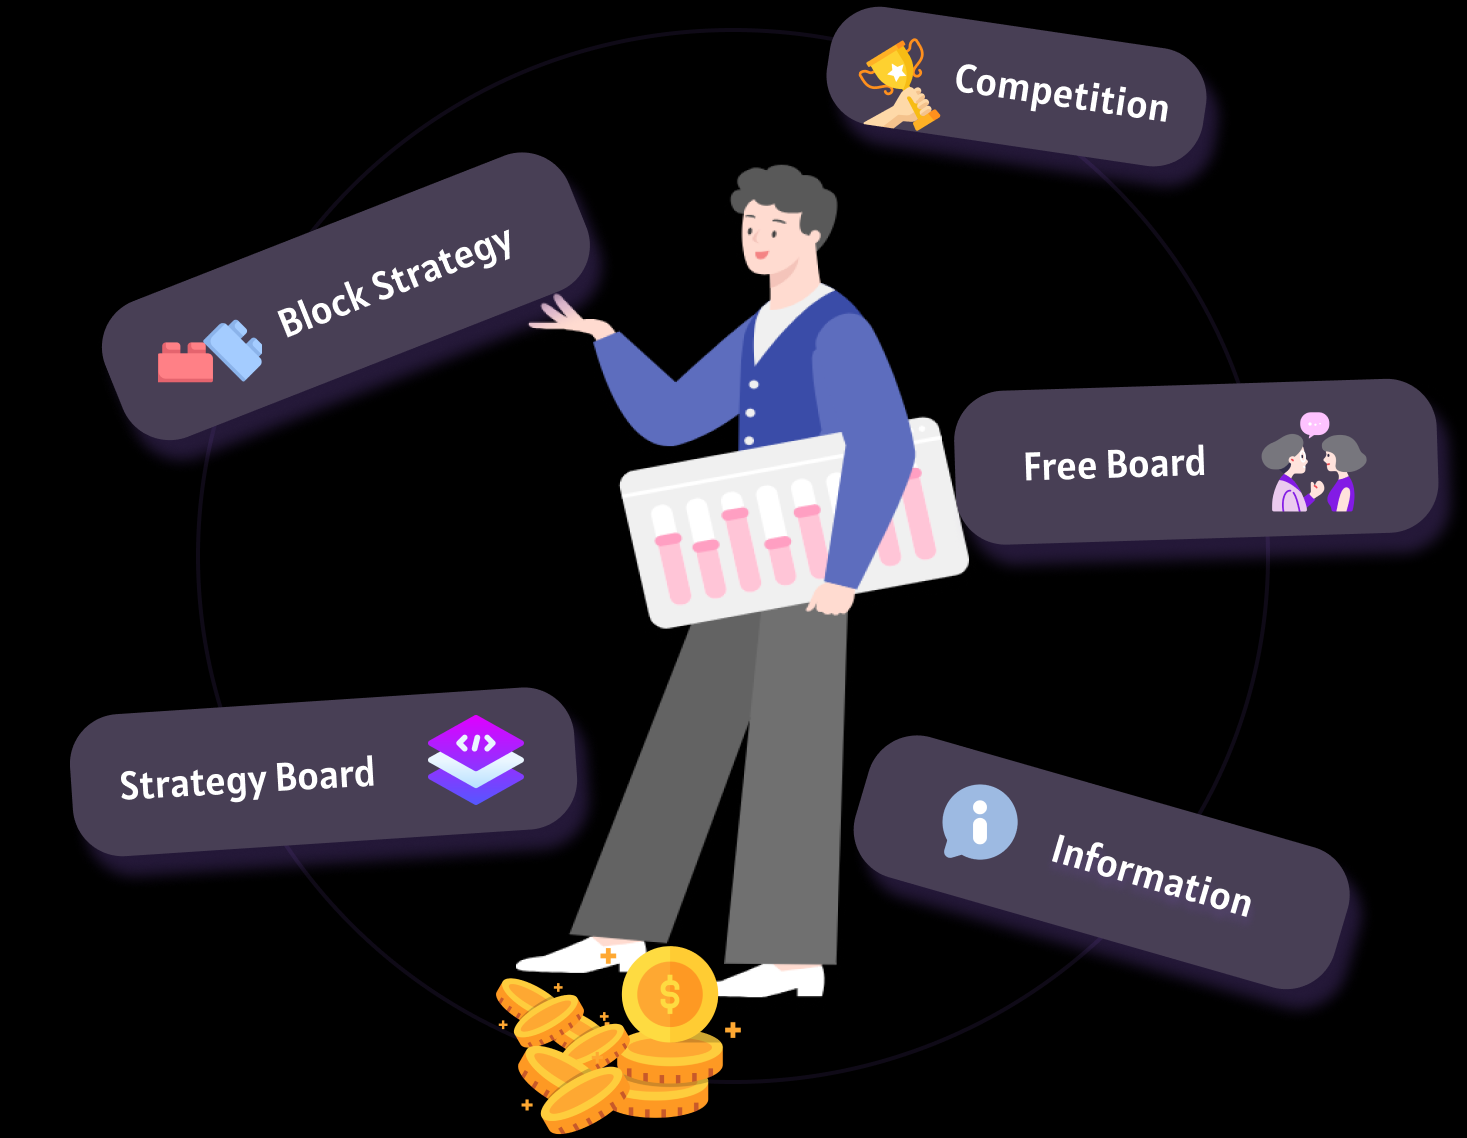 Competition
Block Strategy
Free Board
Strategy Board
Information
</>
$